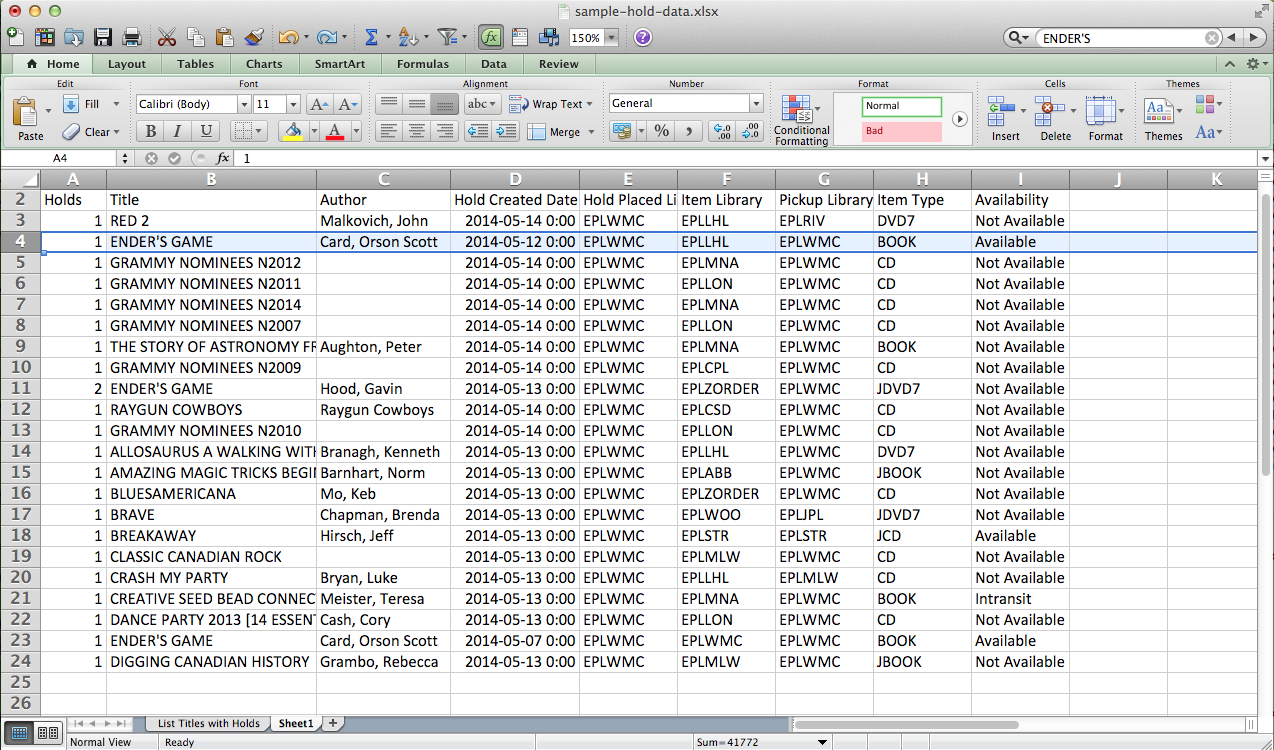 sample-hold-data.xlsx
150%
ENDER'S
Home Layout Tables Charts SmartArt Formulas Data Review
Edit Font Alignment Number Format Cells Themes
Paste Fill Clear
Calibri (Body) 11 A A
B I U A
abc Wrap Text
Merge
General
% , .0 .00 .00 .0
Conditional Formatting
Normal
Bad
Insert Delete Format
Aa Themes Aa
A4 fx 1
A B C D E F G H I J K
2 Holds Title Author Hold Created Date Hold Placed Li Item Library Pickup Library Item Type Availability
3 1 RED 2 Malkovich, John 2014-05-14 0:00 EPLWMC EPLLHL EPLRIV DVD7 Not Available
4 1 ENDER'S GAME Card, Orson Scott 2014-05-12 0:00 EPLWMC EPLLHL EPLWMC BOOK Available
5 1 GRAMMY NOMINEES N2012 2014-05-14 0:00 EPLWMC EPLMNA EPLWMC CD Not Available
6 1 GRAMMY NOMINEES N2011 2014-05-14 0:00 EPLWMC EPLLON EPLWMC CD Not Available
7 1 GRAMMY NOMINEES N2014 2014-05-14 0:00 EPLWMC EPLMNA EPLWMC CD Not Available
8 1 GRAMMY NOMINEES N2007 2014-05-14 0:00 EPLWMC EPLLON EPLWMC CD Not Available
9 1 THE STORY OF ASTRONOMY FR Aughton, Peter 2014-05-14 0:00 EPLWMC EPLMNA EPLWMC BOOK Not Available
10 1 GRAMMY NOMINEES N2009 2014-05-14 0:00 EPLWMC EPLCPL EPLWMC CD Not Available
11 2 ENDER'S GAME Hood, Gavin 2014-05-13 0:00 EPLWMC EPLZORDER EPLWMC JDVD7 Not Available
12 1 RAYGUN COWBOYS Raygun Cowboys 2014-05-14 0:00 EPLWMC EPLCSD EPLWMC CD Not Available
13 1 GRAMMY NOMINEES N2010 2014-05-14 0:00 EPLWMC EPLLON EPLWMC CD Not Available
14 1 ALLOSAURUS A WALKING WITH Branagh, Kenneth 2014-05-13 0:00 EPLWMC EPLLHL EPLWMC DVD7 Not Available
15 1 AMAZING MAGIC TRICKS BEGI Barnhart, Norm 2014-05-13 0:00 EPLWMC EPLABB EPLWMC JBOOK Not Available
16 1 BLUESAMERICANA Mo, Keb 2014-05-13 0:00 EPLWMC EPLZORDER EPLWMC CD Not Available
17 1 BRAVE Chapman, Brenda 2014-05-13 0:00 EPLWMC EPLWOO EPLJPL JDVD7 Not Available
18 1 BREAKAWAY Hirsch, Jeff 2014-05-13 0:00 EPLWMC EPLSTR EPLSTR JCD Available
19 1 CLASSIC CANADIAN ROCK 2014-05-13 0:00 EPLWMC EPLMLW EPLWMC CD Not Available
20 1 CRASH MY PARTY Bryan, Luke 2014-05-13 0:00 EPLWMC EPLLHL EPLMLW CD Not Available
21 1 CREATIVE SEED BEAD CONNEC Meister, Teresa 2014-05-13 0:00 EPLWMC EPLMNA EPLWMC BOOK Intransit
22 1 DANCE PARTY 2013 [14 ESSENT Cash, Cory 2014-05-13 0:00 EPLWMC EPLLON EPLWMC CD Not Available
23 1 ENDER'S GAME Card, Orson Scott 2014-05-07 0:00 EPLWMC EPLWMC EPLWMC BOOK Available
24 1 DIGGING CANADIAN HISTORY Grambo, Rebecca 2014-05-13 0:00 EPLWMC EPLMLW EPLWMC JBOOK Not Available
25
26
List Titles with Holds Sheet1
Normal View Ready Sum=41772